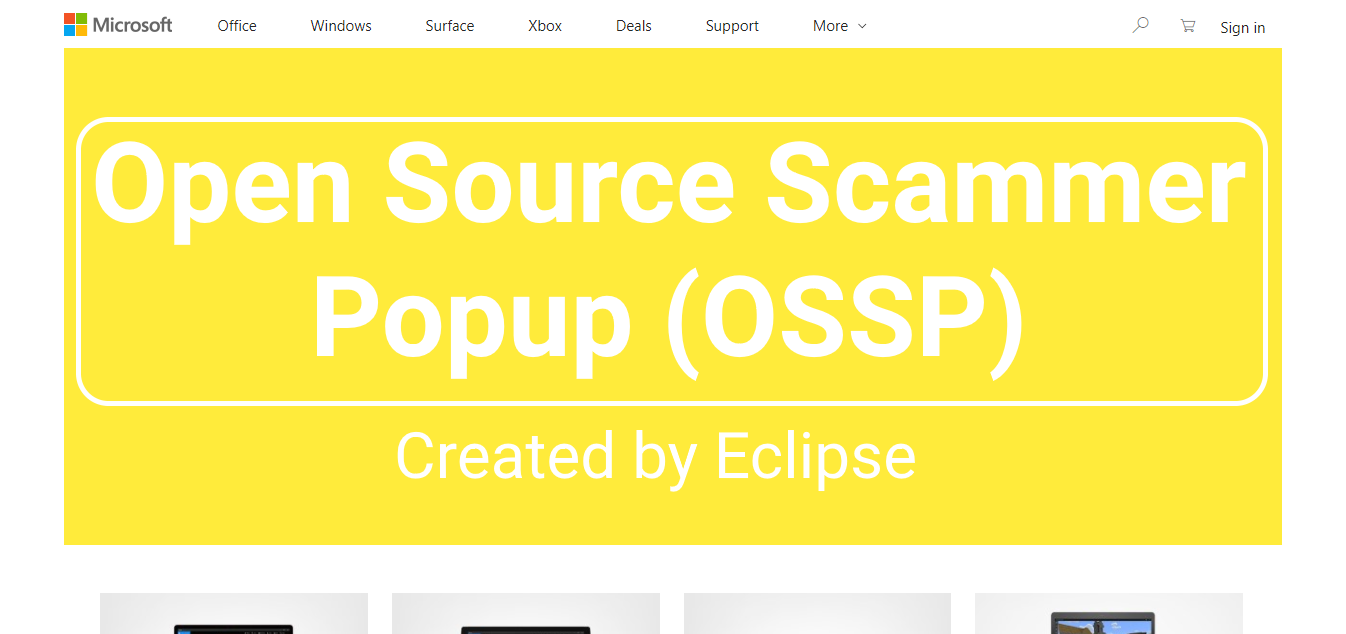 Microsoft Office Windows Surface Xbox Deals Support More Sign in
Open Source Scammer
Popup (OSSP)
Created by Eclipse